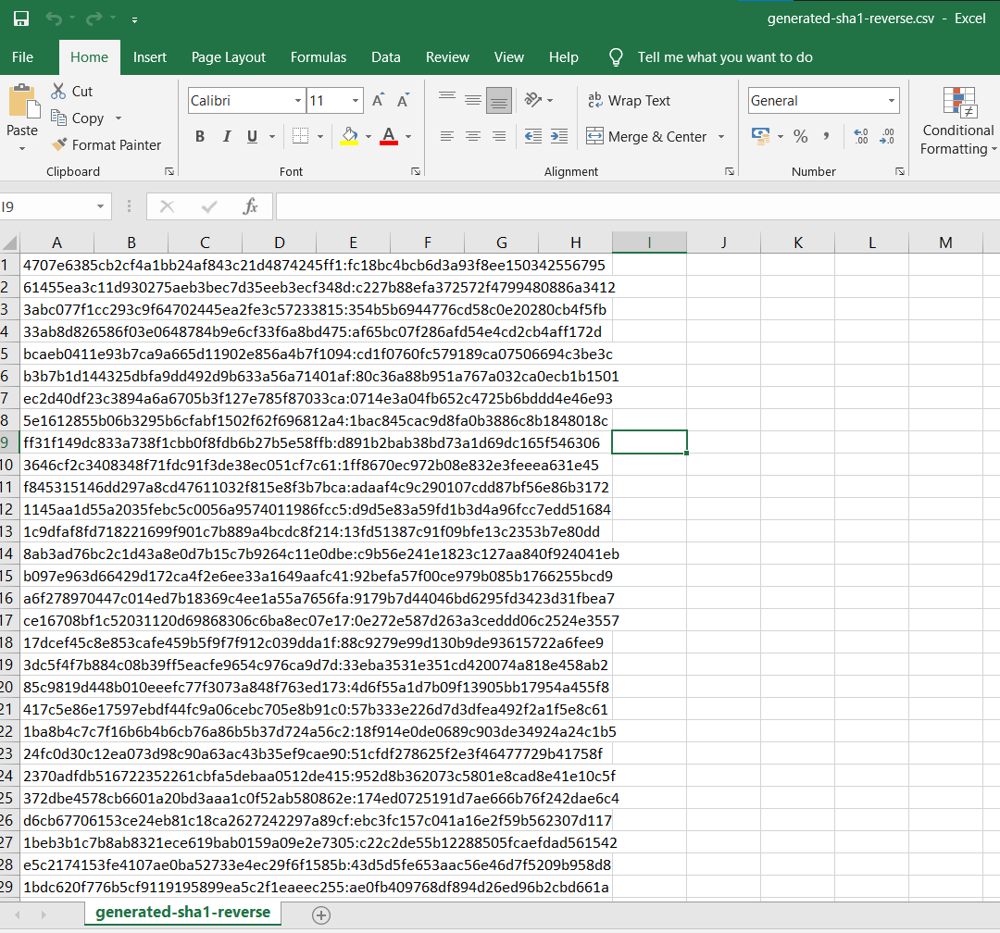 generated-sha1-reverse.csv - Excel
File Home Insert Page Layout Formulas Data Review View Help Tell me what you want to do
Paste
Cut
Copy
Format Painter
Clipboard
Calibri 11 A A
B I U A
Font
Wrap Text
Merge & Center
Alignment
General
% ,
Number
Conditional
Formatting
I9 fx
A B C D E F G H I J K L M
1 4707e6385cb2cf4a1bb24af843c21d4874245ff1:fc18bc4bcb6d3a93f8ee150342556795
2 61455ea3c11d930275aeb3bec7d35eeb3ecf348d:c227b88efa372572f4799480886a3412
3 3abc077f1cc293c9f64702445ea2fe3c57233815:354b5b6944776cd58c0e20280cb4f5fb
4 33ab8d826586f03e0648784b9e6cf33f6a8bd475:af65bc07f286afd54e4cd2cb4aff172d
5 bcaeb0411e93b7ca9a665d11902e856a4b7f1094:cd1f0760fc579189ca07506694c3be3c
6 b3b7b1d144325dbfa9dd492d9b633a56a71401af:80c36a88b951a767a032ca0ecb1b1501
7 ec2d40df23c3894a6a6705b3f127e785f87033ca:0714e3a04fb652c4725b6bddd4e46e93
8 5e1612855b06b3295b6cfabf1502f62f696812a4:1bac845cac9d8fa0b3886c8b1848018c
9 ff31f149dc833a738f1cbb0f8fdb6b27b5e58ffb:d891b2bab38bd73a1d69dc165f546306
10 3646cf2c3408348f71fdc91f3de38ec051cf7c61:1ff8670ec972b08e832e3feeea631e45
11 f845315146dd297a8cd47611032f815e8f3b7bca:adaaf4c9c290107cdd87bf56e86b3172
12 1145aa1d55a2035febc5c0056a9574011986fcc5:d9d5e83a59fd1b3d4a96fcc7edd51684
13 1c9dfaf8fd718221699f901c7b889a4bcdc8f214:13fd51387c91f09bfe13c2353b7e80dd
14 8ab3ad76bc2c1d43a8e0d7b15c7b9264c11e0dbe:c9b56e241e1823c127aa840f924041eb
15 b097e963d66429d172ca4f2e6ee33a1649aafc41:92befa57f00ce979b085b1766255bcd9
16 a6f278970447c014ed7b18369c4ee1a55a7656fa:9179b7d44046bd6295fd3423d31fbea7
17 ce16708bf1c52031120d69868306c6ba8ec07e17:0e272e587d263a3ceddd06c2524e3557
18 17dcef45c8e853cafe459b5f9f7f912c039dda1f:88c9279e99d130b9de93615722a6fee9
19 3dc5f4f7b884c08b39ff5eacfe9654c976ca9d7d:33eba3531e351cd420074a818e458ab2
20 85c9819d448b010eeefc77f3073a848f763ed173:4d6f55a1d7b09f13905bb17954a455f8
21 417c5e86e17597ebdf44fc9a06cebc705e8b91c0:57b333e226d7d3dfea492f2a1f5e8c61
22 1ba8b4c7c7f16b6b4b6cb76a86b5b37d724a56c2:18f914e0de0689c903de34924a24c1b5
23 24fc0d30c12ea073d98c90a63ac43b35ef9cae90:51cfdf278625f2e3f46477729b41758f
24 2370adfdb516722352261cbfa5debaa0512de415:952d8b362073c5801e8cad8e41e10c5f
25 372dbe4578cb6601a20bd3aaa1c0f52ab580862e:174ed0725191d7ae666b76f242dae6c4
26 d6cb67706153ce24eb81c18ca2627242297a89cf:ebc3fc157c041a16e2f59b562307d117
27 1beb3b1c7b8ab8321ece619bab0159a09e2e7305:c22c2de55b12288505fcaefdad561542
28 e5c2174153fe4107ae0ba52733e4ec29f6f1585b:43d5d5fe653aac56e46d7f5209b958d8
29 1bdc620f776b5cf9119195899ea5c2f1eaeec255:ae0fb409768df894d26ed96b2cbd661a
generated-sha1-reverse